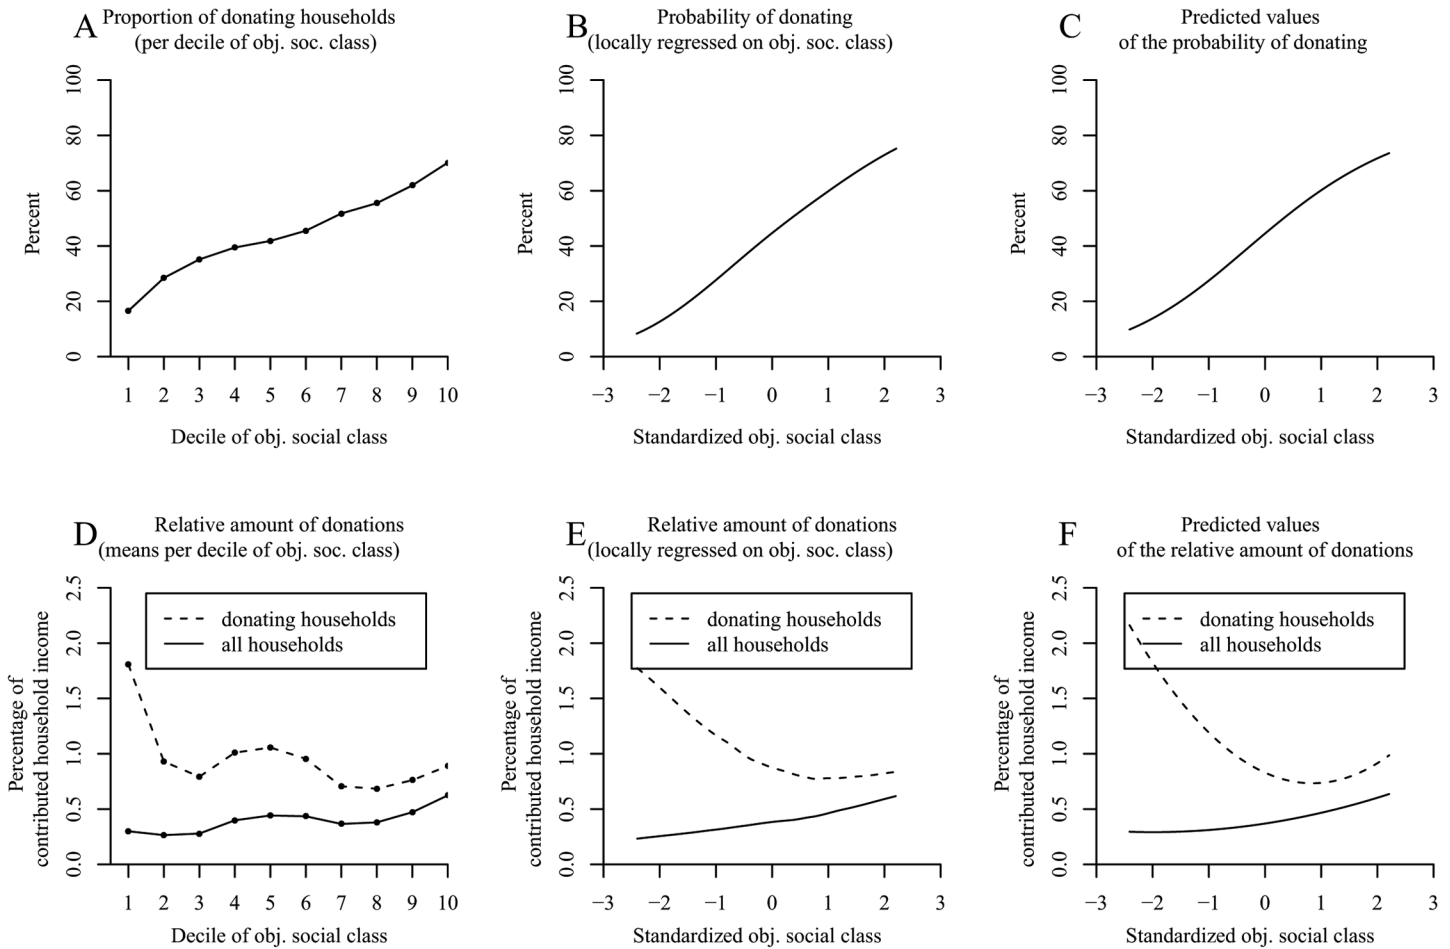 A Proportion of donating households
(per decile of obj. soc. class)
100
80
60
40
20
0
Percent
1 2 3 4 5 6 7 8 9 10
Decile of obj. social class
B Probability of donating
(locally regressed on obj. soc. class)
100
80
60
40
20
0
Percent
−3 −2 −1 0 1 2 3
Standardized obj. social class
C Predicted values
of the probability of donating
100
80
60
40
20
0
Percent
−3 −2 −1 0 1 2 3
Standardized obj. social class
D Relative amount of donations
(means per decile of obj. soc. class)
2.5
2.0
1.5
1.0
0.5
0.0
Percentage of
contributed household income
donating households
all households
1 2 3 4 5 6 7 8 9 10
Decile of obj. social class
E Relative amount of donations
(locally regressed on obj. soc. class)
2.5
2.0
1.5
1.0
0.5
0.0
Percentage of
contributed household income
donating households
all households
−3 −2 −1 0 1 2 3
Standardized obj. social class
F Predicted values
of the relative amount of donations
2.5
2.0
1.5
1.0
0.5
0.0
Percentage of
contributed household income
donating households
all households
−3 −2 −1 0 1 2 3
Standardized obj. social class